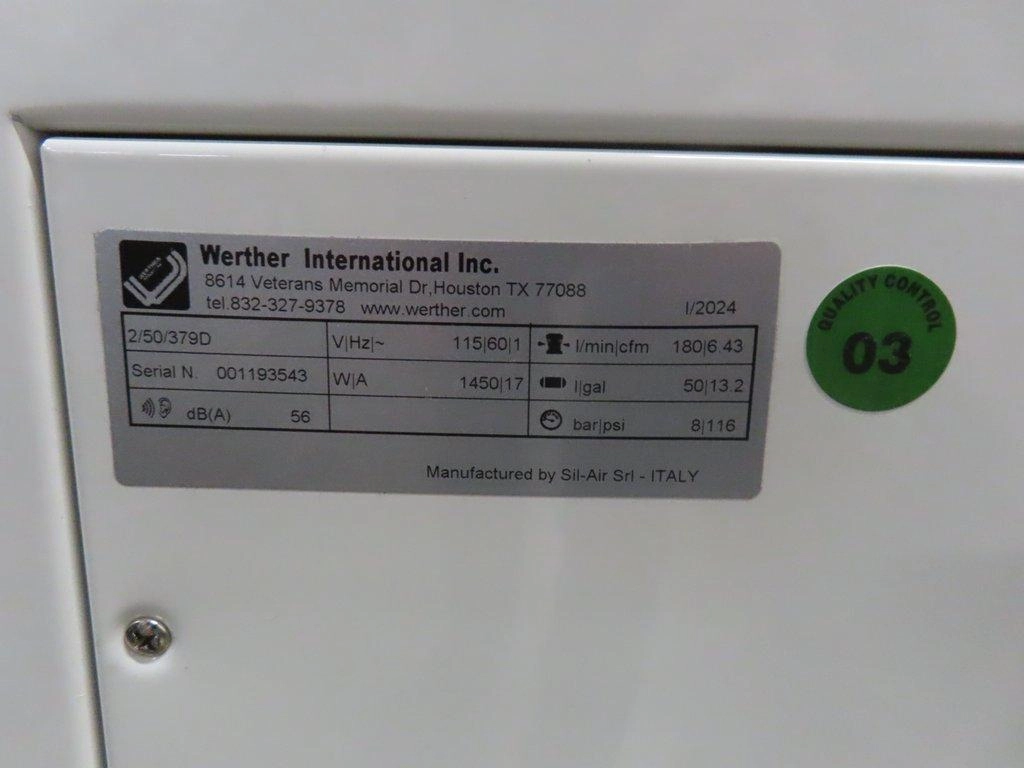 WERTHER
Werther International Inc.
8614 Veterans Memorial Dr,Houston TX 77088
tel.832-327-9378 www.werther.com I/2024
2/50/379D V|Hz|~ 115|60|1 l/min|cfm 180|6.43
Serial N. 001193543 W|A 1450|17 l|gal 50|13.2
dB(A) 56 bar|psi 8|116
Manufactured by Sil-Air Srl - ITALY
QUALITY CONTROL
03